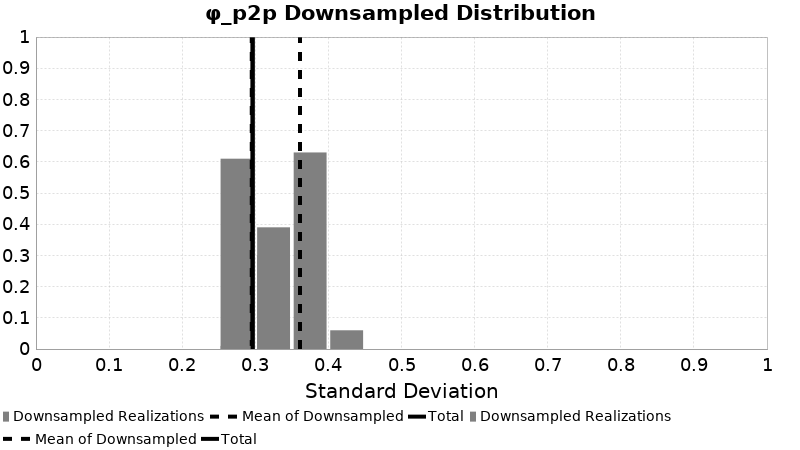 φ_p2p Downsampled Distribution
1
0.9
0.8
0.7
0.6
0.5
0.4
0.3
0.2
0.1
0
0 0.1 0.2 0.3 0.4 0.5 0.6 0.7 0.8 0.9 1
Standard Deviation
Downsampled Realizations Mean of Downsampled Total Downsampled Realizations
Mean of Downsampled Total